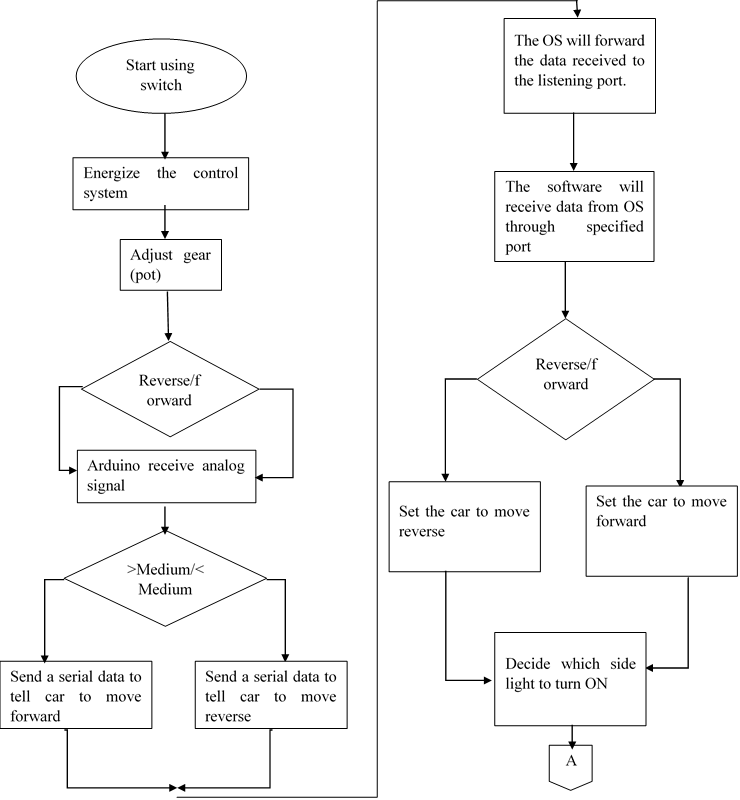 Start using
switch
Energize the control
system
Adjust gear
(pot)
Reverse/f
orward
Arduino receive analog
signal
>Medium/<
Medium
Send a serial data to
tell car to move
forward
Send a serial data to
tell car to move
reverse
The OS will forward
the data received to
the listening port.
The software will
receive data from OS
through specified
port
Reverse/f
orward
Set the car to move
reverse
Set the car to move
forward
Decide which side
light to turn ON
A